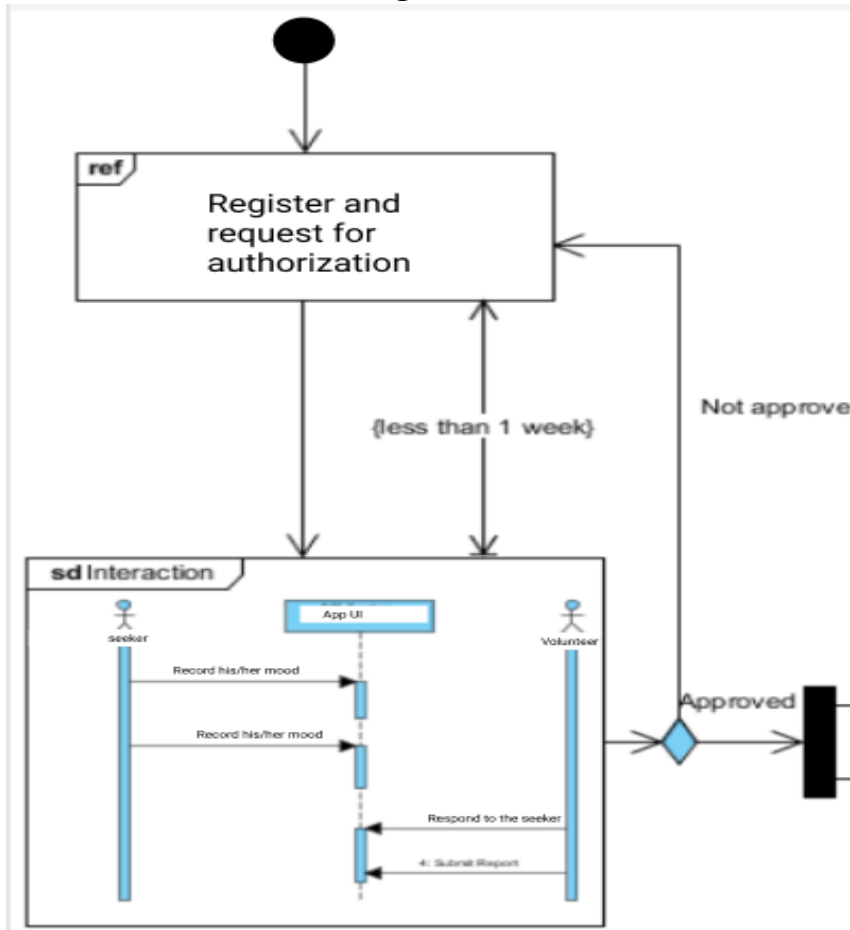 ref
Register and
request for
authorization
Not approve
{less than 1 week}
sd Interaction
App UI
seeker
Volunteer
Record his/her mood
Approved
Record his/her mood
Respond to the seeker
4: Submit Report